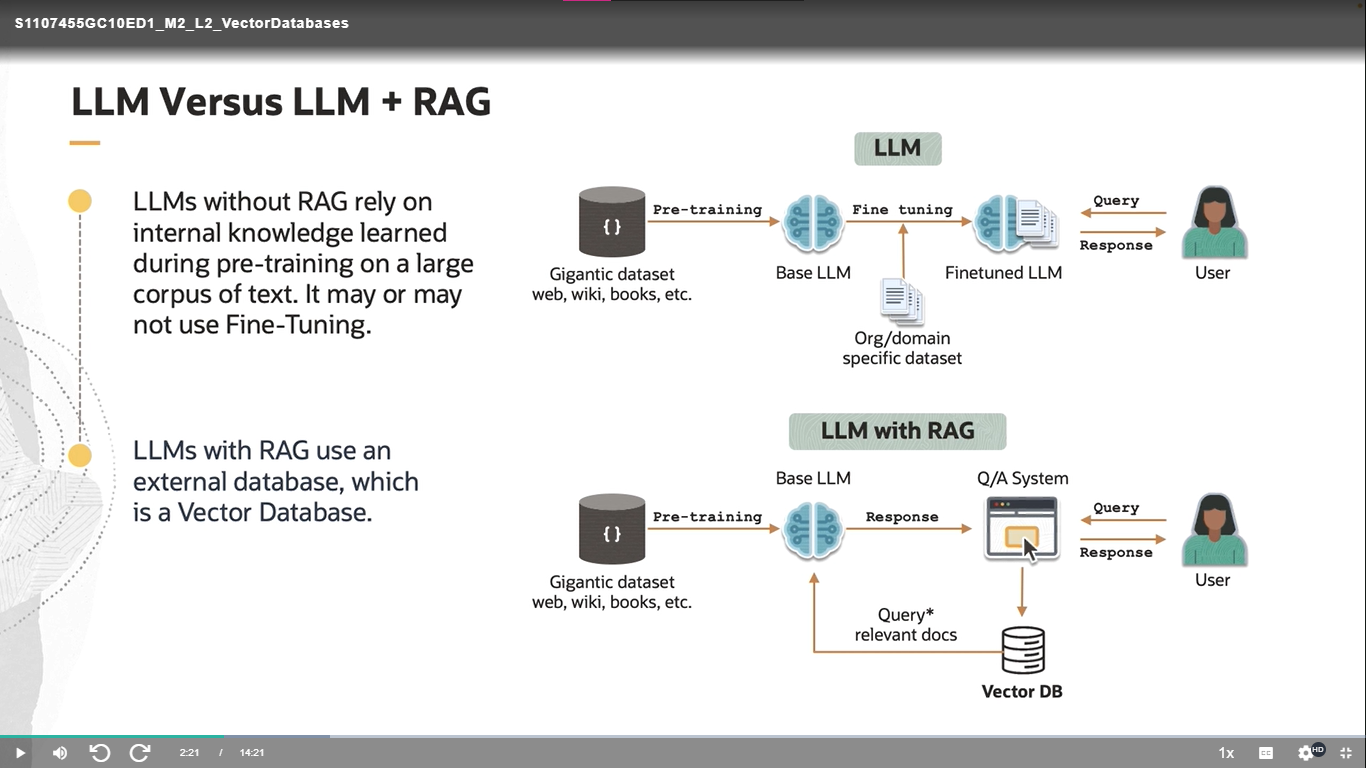 S1107455GC10ED1_M2_L2_VectorDatabases
LLM Versus LLM + RAG
LLMs without RAG rely on
internal knowledge learned
during pre-training on a large
corpus of text. It may or may
not use Fine-Tuning.
LLMs with RAG use an
external database, which
is a Vector Database.
LLM
{ }
Pre-training
Fine tuning
Query
Response
Gigantic dataset
web, wiki, books, etc.
Base LLM
Finetuned LLM
User
Org/domain
specific dataset
LLM with RAG
Base LLM
Q/A System
{ }
Pre-training
Response
Query
Response
Gigantic dataset
web, wiki, books, etc.
User
Query*
relevant docs
Vector DB
2:21 / 14:21
1x
CC
HD